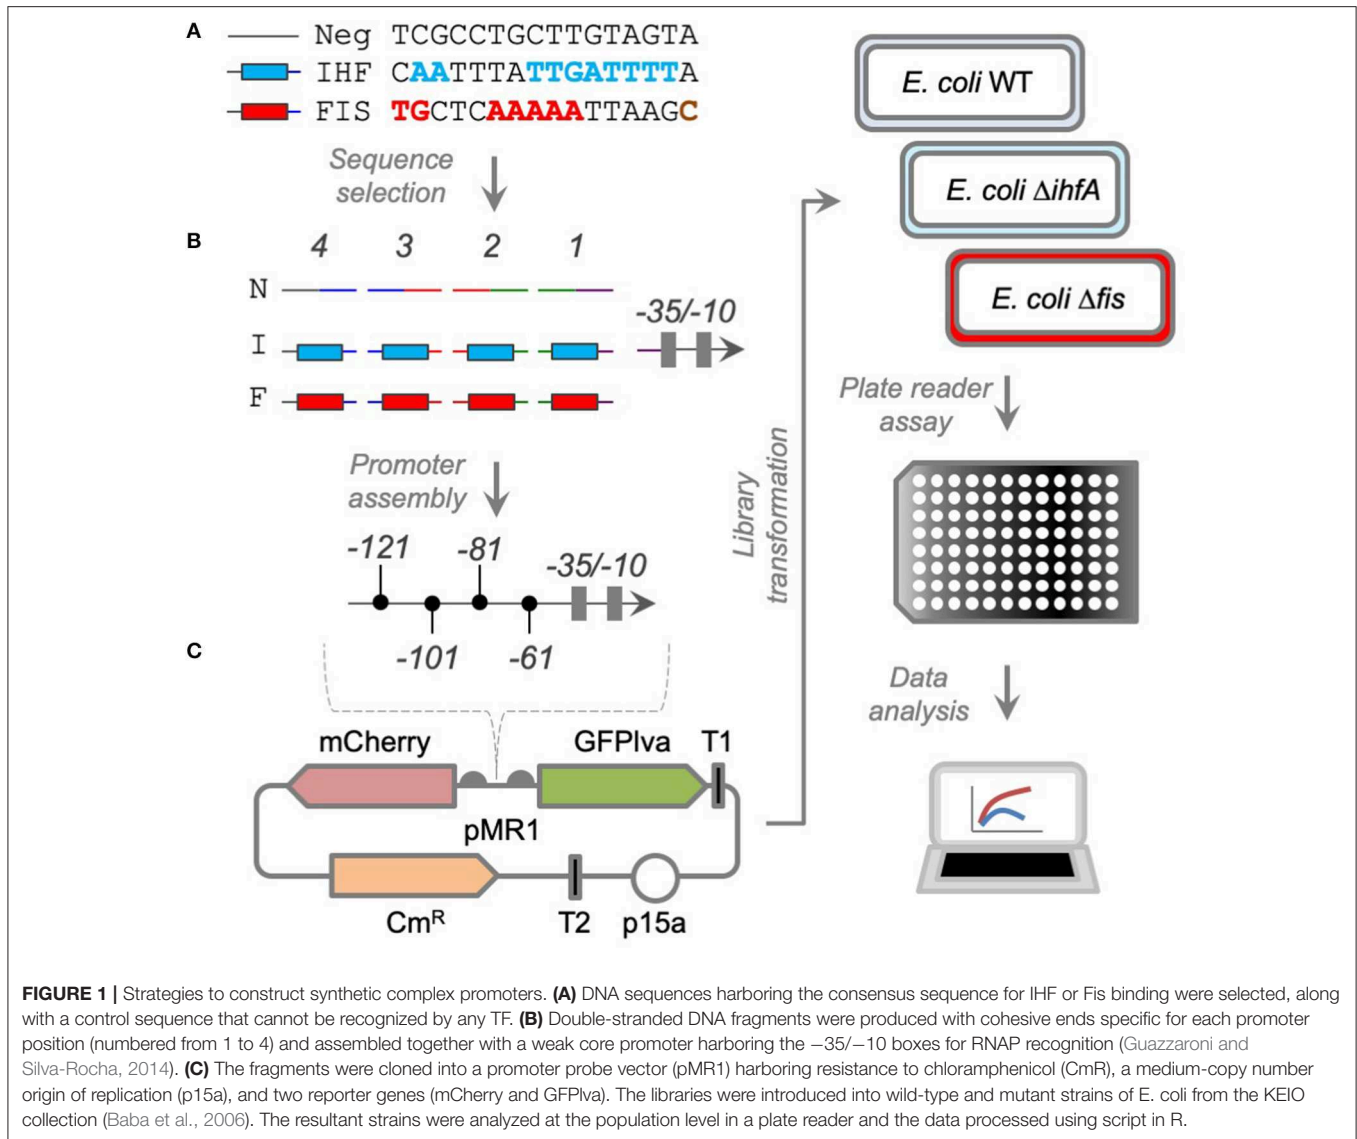 A
Neg TCGCCTGCTTGTAGTA
IHF CAATTTATTGATTTTA
FIS TGCTCAAAAATTAAGC
Sequence
selection
B
4 3 2 1
N
I
F
-35/-10
Promoter
assembly
-121 -81 -35/-10
-101 -61
C
mCherry GFPlva T1
pMR1
CmR T2 p15a
Library
transformation
E. coli WT
E. coli ΔihfA
E. coli Δfis
Plate reader
assay
Data
analysis
FIGURE 1 | Strategies to construct synthetic complex promoters. (A) DNA sequences harboring the consensus sequence for IHF or Fis binding were selected, along
with a control sequence that cannot be recognized by any TF. (B) Double-stranded DNA fragments were produced with cohesive ends specific for each promoter
position (numbered from 1 to 4) and assembled together with a weak core promoter harboring the −35/−10 boxes for RNAP recognition (Guazzaroni and
Silva-Rocha, 2014). (C) The fragments were cloned into a promoter probe vector (pMR1) harboring resistance to chloramphenicol (CmR), a medium-copy number
origin of replication (p15a), and two reporter genes (mCherry and GFPlva). The libraries were introduced into wild-type and mutant strains of E. coli from the KEIO
collection (Baba et al., 2006). The resultant strains were analyzed at the population level in a plate reader and the data processed using script in R.